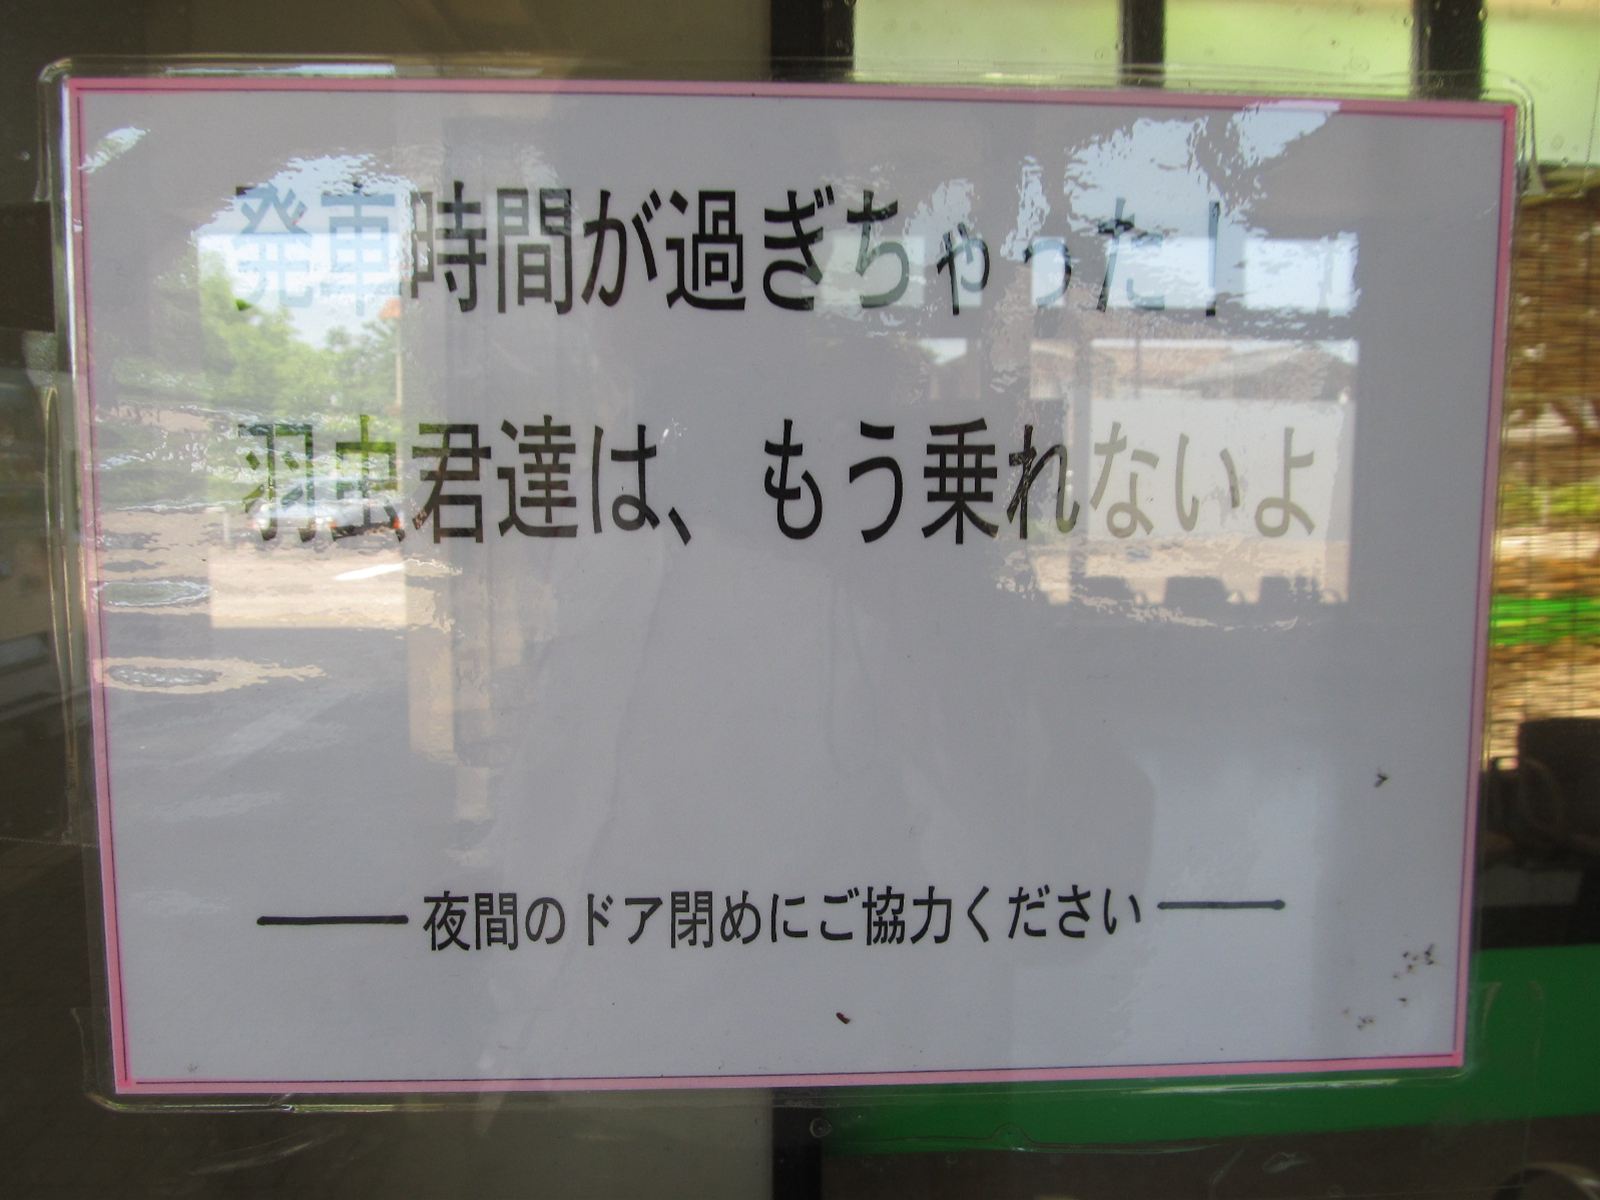 発車時間が過ぎちゃった！
羽虫君達は、もう乗れないよ
―― 夜間のドア閉めにご協力ください ――